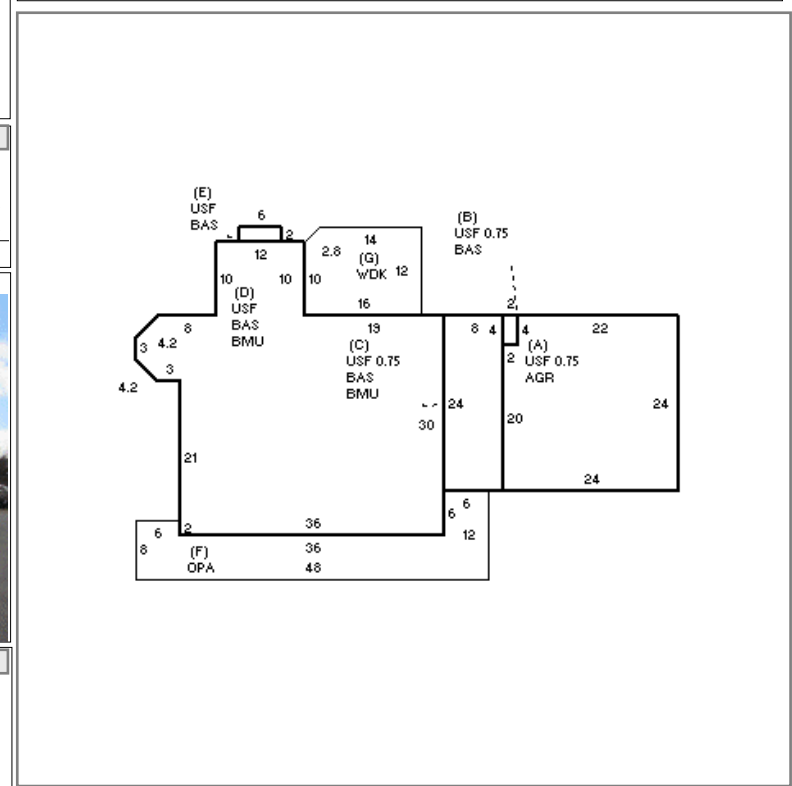 (E)
USF
BAS
6
2
12
10
10
(D)
USF
BAS
BMU
10
2.8
14
(G)
WDK
12
16
(B)
USF 0.75
BAS
2
8
4.2
3
3
4.2
19
(C)
USF 0.75
BAS
BMU
8
4
4
22
2
(A)
USF 0.75
AGR
24
30
20
24
21
24
36
2
6
8
(F)
OPA
36
48
6
6
12